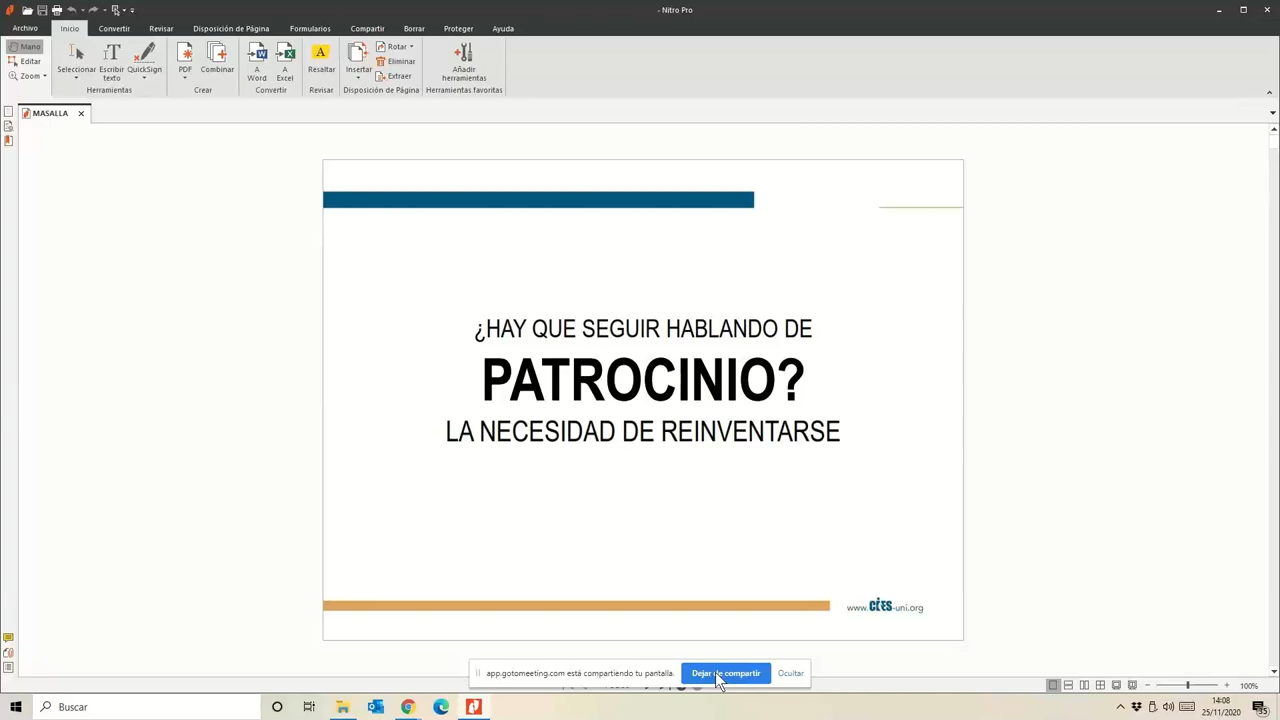 - Nitro Pro
Archivo Inicio Convertir Revisar Disposición de Página Formularios Compartir Borrar Proteger Ayuda
Mano
Editar
Zoom
Seleccionar
Escribir texto
QuickSign
Herramientas
PDF
Combinar
Crear
A Word
A Excel
Convertir
Resaltar
Revisar
Insertar
Rotar
Eliminar
Extraer
Disposición de Página
Añadir herramientas
Herramientas favoritas
MASALLA
¿HAY QUE SEGUIR HABLANDO DE
PATROCINIO?
LA NECESIDAD DE REINVENTARSE
www.CIES-uni.org
app.gotomeeting.com está compartiendo tu pantalla. Dejar de compartir Ocultar
100%
Buscar
14:08
25/11/2020